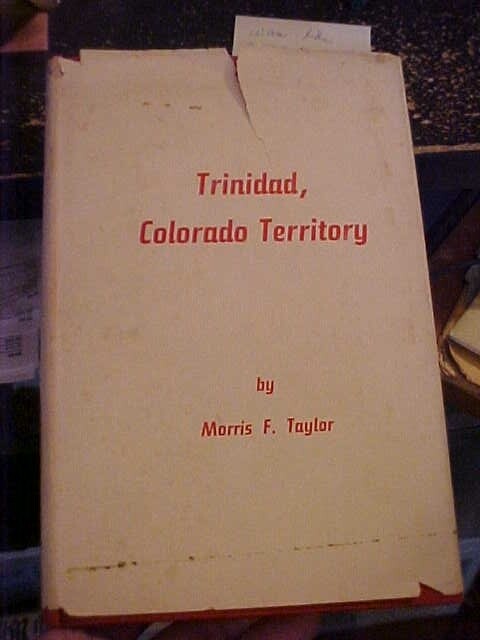 Trinidad,
Colorado Territory
by
Morris F. Taylor